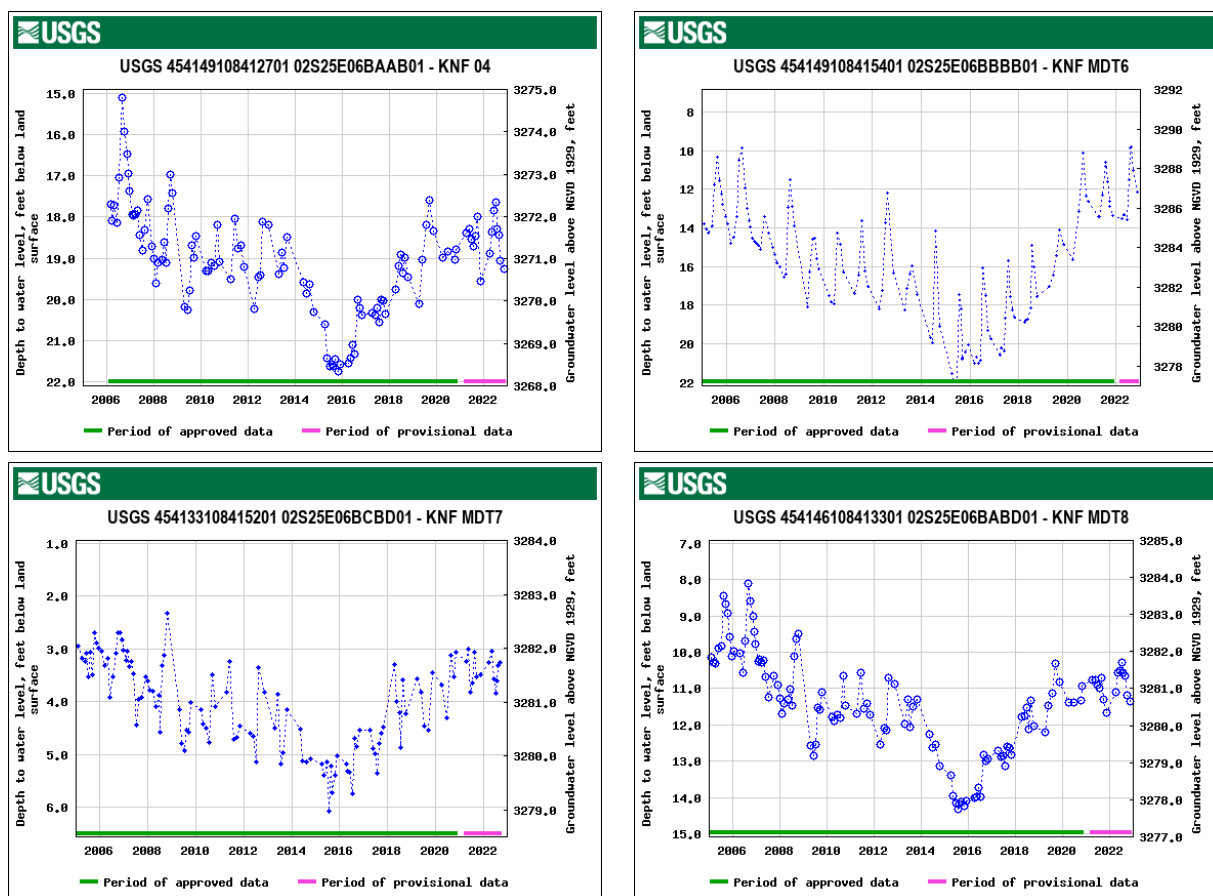 USGS
USGS 454149108412701 02S25E06BAAB01 - KNF 04
Depth to water level, feet below land
surface
15.0
16.0
17.0
18.0
19.0
20.0
21.0
22.0
3275.0
3274.0
3273.0
3272.0
3271.0
3270.0
3269.0
3268.0
Groundwater level above NGVD 1929, feet
2006 2008 2010 2012 2014 2016 2018 2020 2022
Period of approved data Period of provisional data
USGS
USGS 454149108415401 02S25E06BBBB01 - KNF MDT6
Depth to water level, feet below land
surface
8
10
12
14
16
18
20
22
3292
3290
3288
3286
3284
3282
3280
3278
Groundwater level above NGVD 1929, feet
2006 2008 2010 2012 2014 2016 2018 2020 2022
Period of approved data Period of provisional data
USGS
USGS 454133108415201 02S25E06BCBD01 - KNF MDT7
Depth to water level, feet below land
surface
1.0
2.0
3.0
4.0
5.0
6.0
3284.0
3283.0
3282.0
3281.0
3280.0
3279.0
Groundwater level above NGVD 1929, feet
2006 2008 2010 2012 2014 2016 2018 2020 2022
Period of approved data Period of provisional data
USGS
USGS 454146108413301 02S25E06BABD01 - KNF MDT8
Depth to water level, feet below land
surface
7.0
8.0
9.0
10.0
11.0
12.0
13.0
14.0
15.0
3285.0
3284.0
3283.0
3282.0
3281.0
3280.0
3279.0
3278.0
3277.0
Groundwater level above NGVD 1929, feet
2006 2008 2010 2012 2014 2016 2018 2020 2022
Period of approved data Period of provisional data